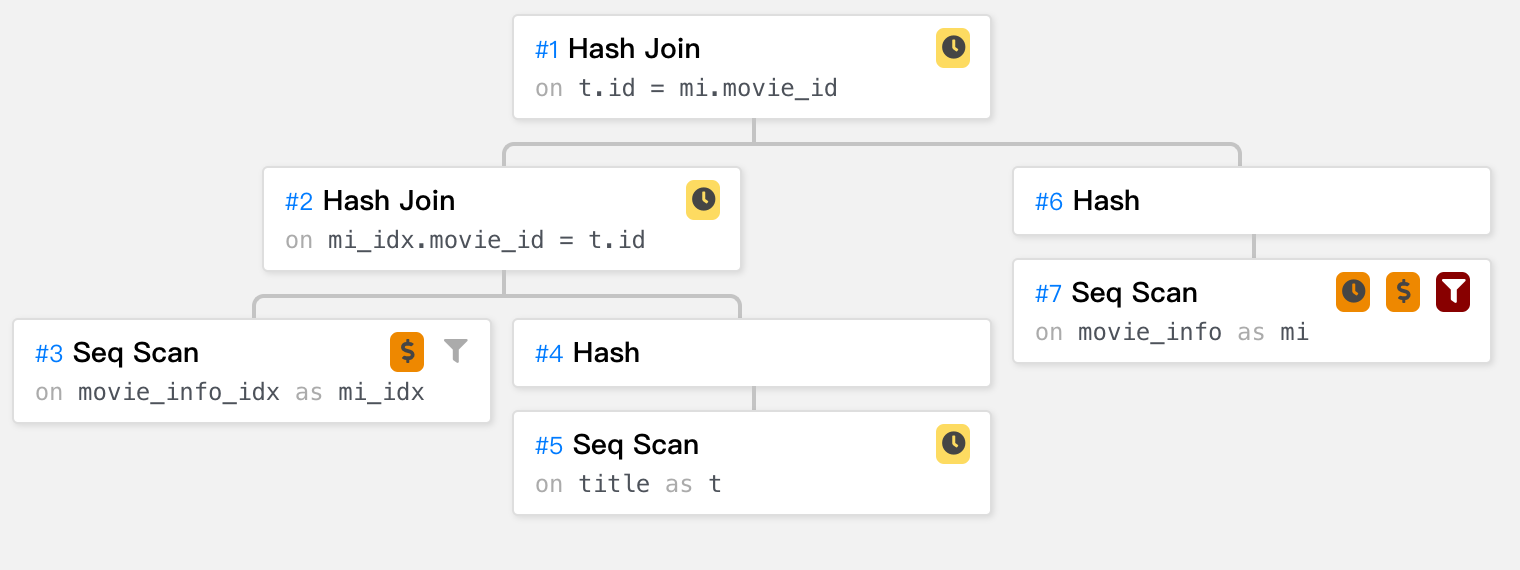 #1 Hash Join
on t.id = mi.movie_id
#2 Hash Join
on mi_idx.movie_id = t.id
#6 Hash
#7 Seq Scan $
on movie_info as mi
#3 Seq Scan $
on movie_info_idx as mi_idx
#4 Hash
#5 Seq Scan
on title as t